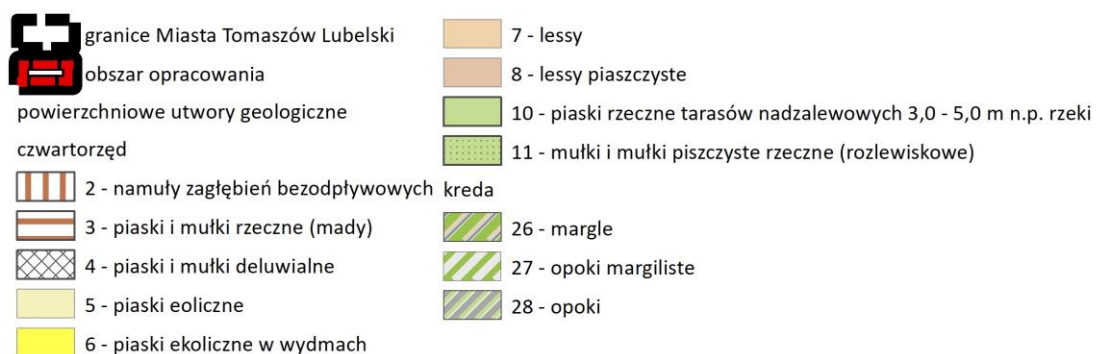 granice Miasta Tomaszów Lubelski
obszar opracowania
powierzchniowe utwory geologiczne
czwartorzęd
2 - namuły zagłębień bezodpływowych
3 - piaski i mułki rzeczne (mady)
4 - piaski i mułki deluwialne
5 - piaski eoliczne
6 - piaski ekoliczne w wydmach
7 - lessy
8 - lessy piaszczyste
10 - piaski rzeczne tarasów nadzalewowych 3,0 - 5,0 m n.p. rzeki
11 - mułki i mułki piszczyste rzeczne (rozlewiskowe)
kreda
26 - margle
27 - opoki margiliste
28 - opoki